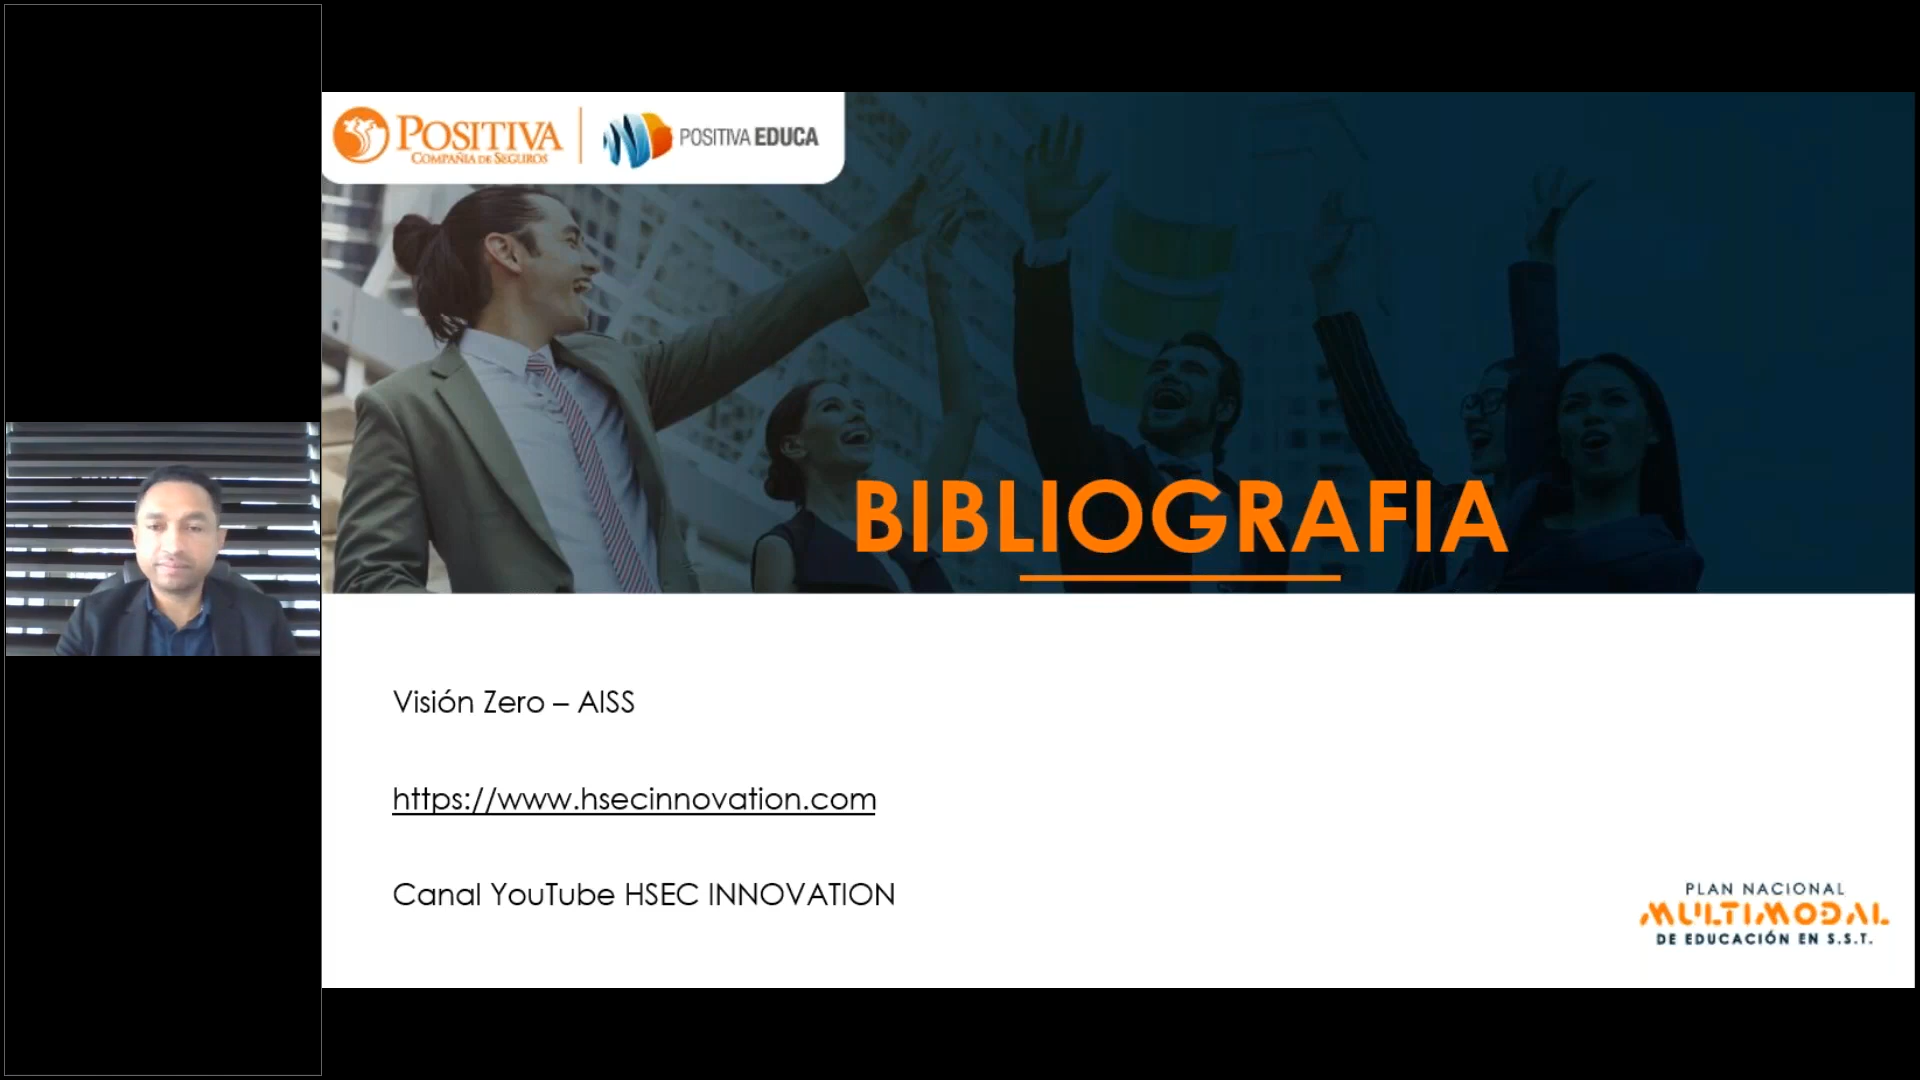 POSITIVA
COMPAÑIA DE SEGUROS
POSITIVA EDUCA
BIBLIOGRAFIA
Visión Zero – AISS
https://www.hsecinnovation.com
Canal YouTube HSEC INNOVATION
PLAN NACIONAL
MULTIMODAL
DE EDUCACIÓN EN S.S.T.